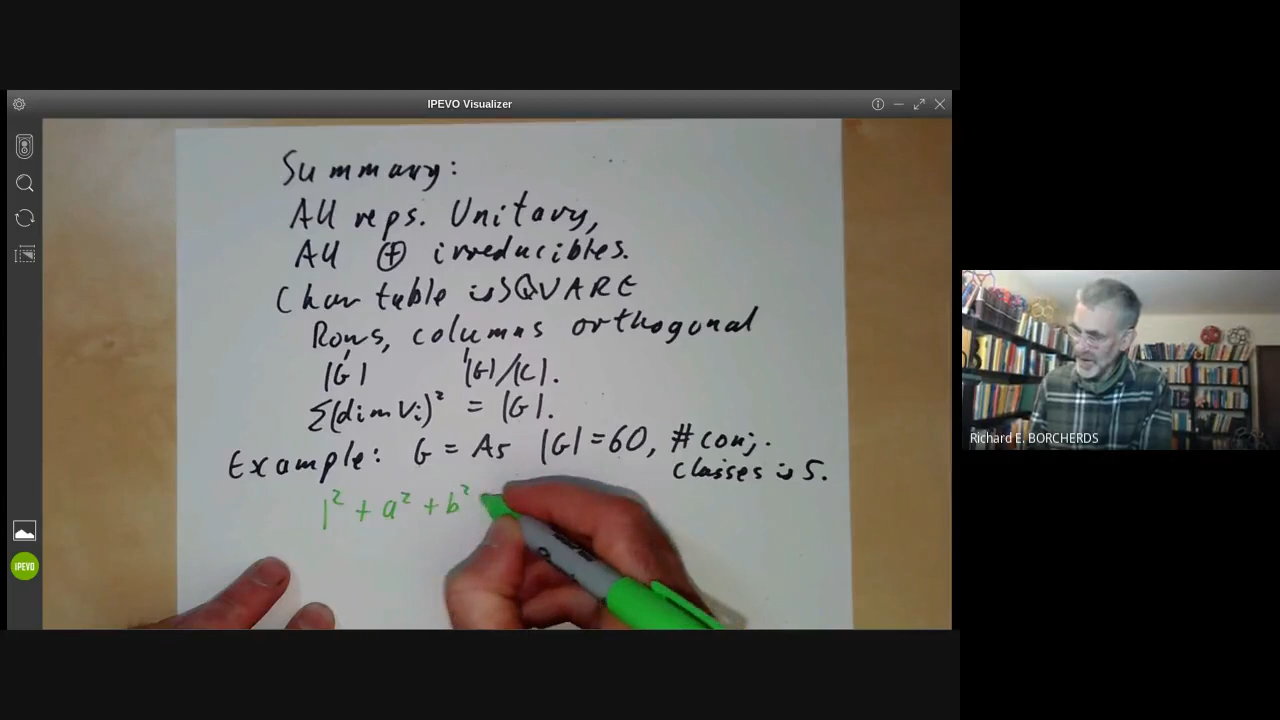 IPEVO Visualizer
Summary:
All reps. Unitary,
All ⊕ irreducibles.
Char table is SQUARE
Rows, columns orthogonal
|G| |G|/|C|.
Σ(dim Vi)² = |G|.
Example: G = A5 |G| = 60, # conj.
classes is 5.
1² + a² + b²
iPEVO
Richard E. BORCHERDS